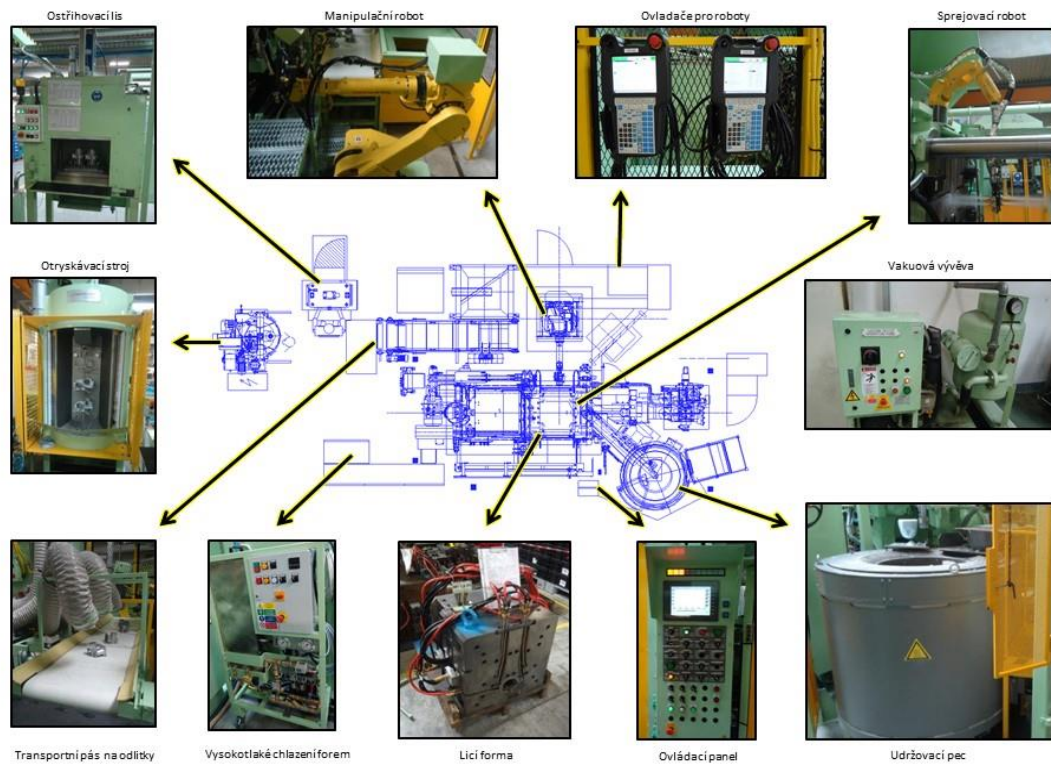 Ostřihovací lis
Manipulační robot
Ovladače pro roboty
Sprejovací robot
Otryskávací stroj
Vakuová vývěva
Transportní pás na odlitky
Vysokotlaké chlazení forem
Licí forma
Ovládací panel
Udržovací pec